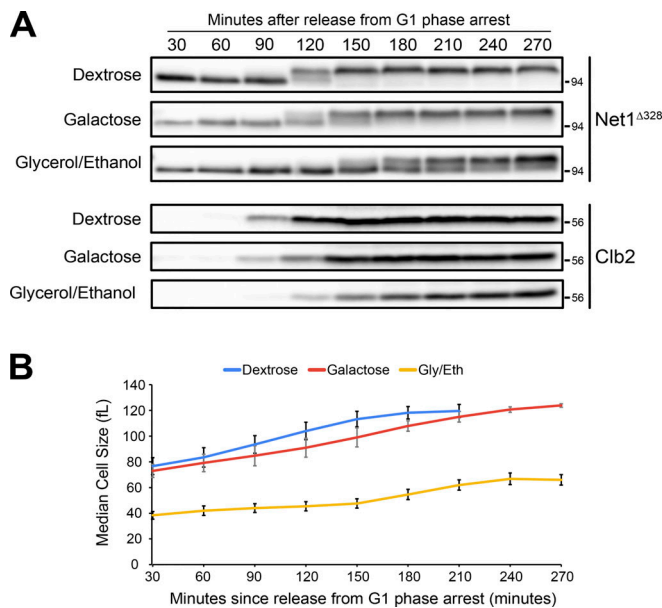 A
Minutes after release from G1 phase arrest
30 60 90 120 150 180 210 240 270
Dextrose
-94
Galactose
-94
Net1Δ328
Glycerol/Ethanol
-94
Dextrose
-56
Galactose
-56
Clb2
Glycerol/Ethanol
-56
B
Dextrose Galactose Gly/Eth
Median Cell Size (fL)
140
120
100
80
60
40
20
0
30 60 90 120 150 180 210 240 270
Minutes since release from G1 phase arrest (minutes)